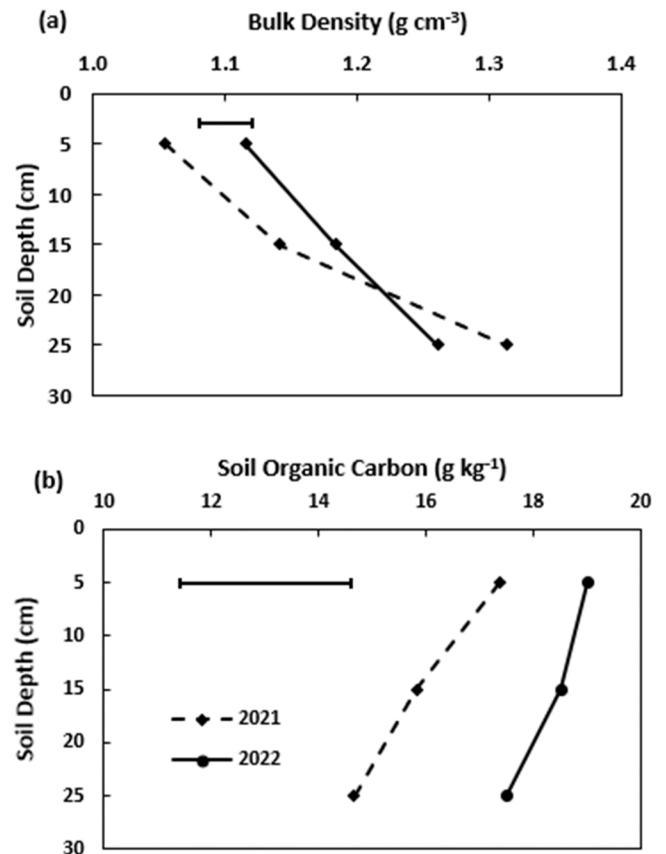 (a)
Bulk Density (g cm⁻³)
1.0 1.1 1.2 1.3 1.4
Soil Depth (cm)
0
5
10
15
20
25
30
(b)
Soil Organic Carbon (g kg⁻¹)
10 12 14 16 18 20
Soil Depth (cm)
0
5
10
15
20
25
30
2021
2022